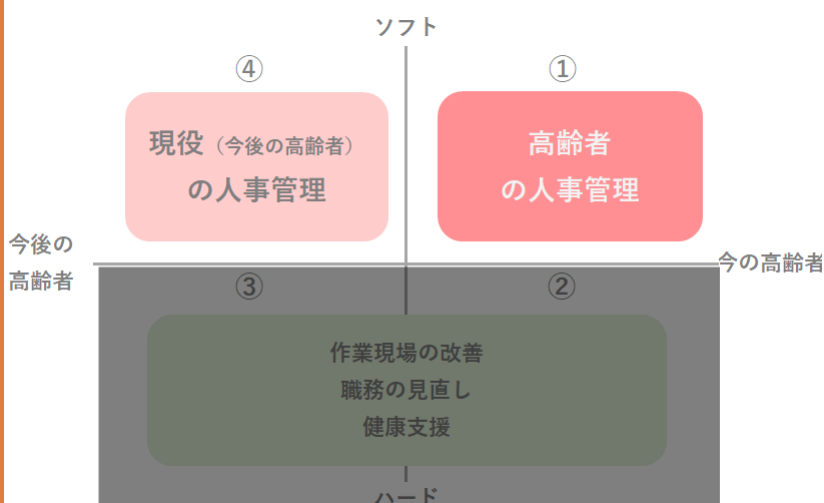 ソフト
④
①
現役（今後の高齢者）
の人事管理
高齢者
の人事管理
今後の
高齢者
今の高齢者
③
②
作業現場の改善
職務の見直し
健康支援
ハード